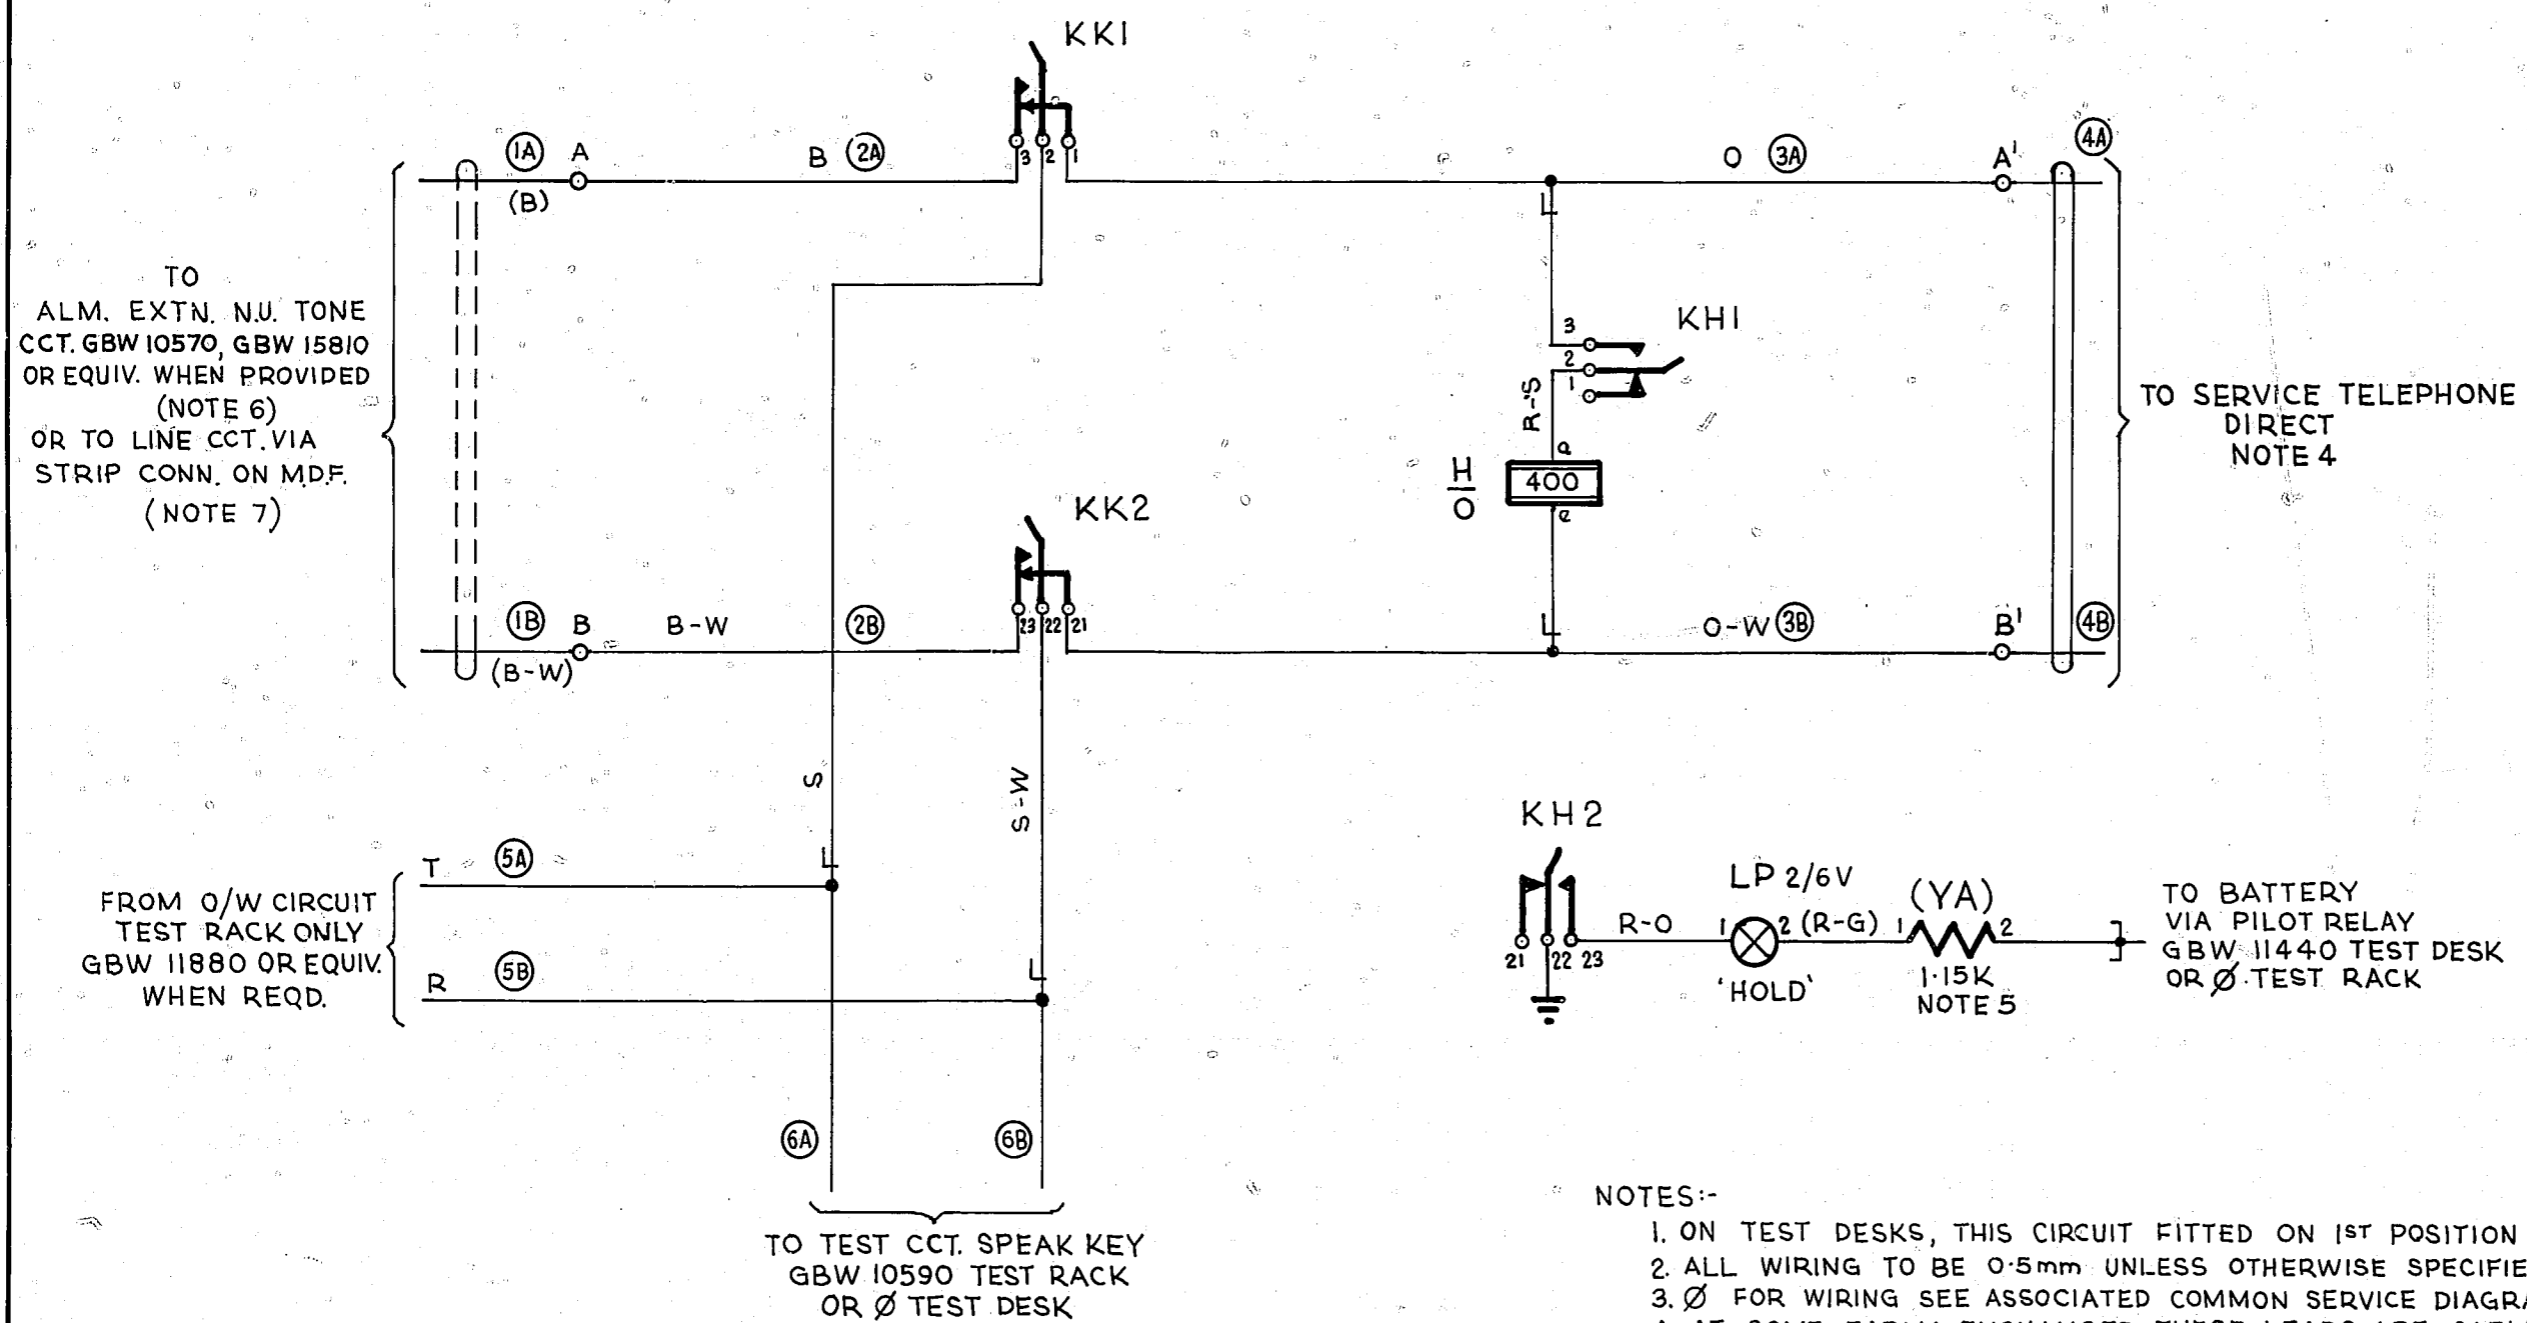 KK1
1A A
(B)
B 2A
3 2 1
O 3A
A'
4A
TO
ALM. EXTN. N.U. TONE
CCT. GBW 10570, GBW 15810
OR EQUIV. WHEN PROVIDED
(NOTE 6)
OR TO LINE CCT. VIA
STRIP CONN. ON M.D.F.
(NOTE 7)
KH1
3
2
1
R-S
a
H
O
400
e
TO SERVICE TELEPHONE
DIRECT
NOTE 4
KK2
1B B
(B-W)
B-W 2B
23 22 21
O-W 3B
B'
4B
S
S-W
T 5A
FROM O/W CIRCUIT
TEST RACK ONLY
GBW 11880 OR EQUIV.
WHEN REQD.
R 5B
6A
6B
TO TEST CCT. SPEAK KEY
GBW 10590 TEST RACK
OR Ø TEST DESK
KH2
21 22 23
R-O
LP 2/6V
1 2
'HOLD'
(R-G)
(YA)
1 2
1·15K
NOTE 5
TO BATTERY
VIA PILOT RELAY
GBW 11440 TEST DESK
OR Ø TEST RACK
NOTES:-
1. ON TEST DESKS, THIS CIRCUIT FITTED ON 1ST POSITION
2. ALL WIRING TO BE 0·5mm UNLESS OTHERWISE SPECIFIE
3. Ø FOR WIRING SEE ASSOCIATED COMMON SERVICE DIAGRA